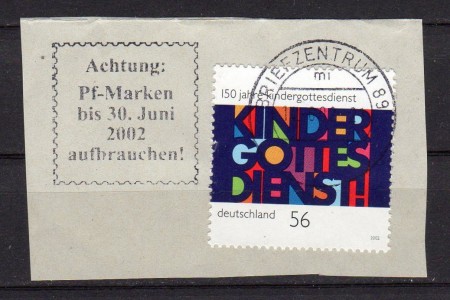 Achtung:
Pf-Marken
bis 30. Juni
2002
aufbrauchen!
BRIEFZENTRUM 89
mi
150 jahre kindergottesdienst
KINDER
GOTTES
DIENST
deutschland 56
2002